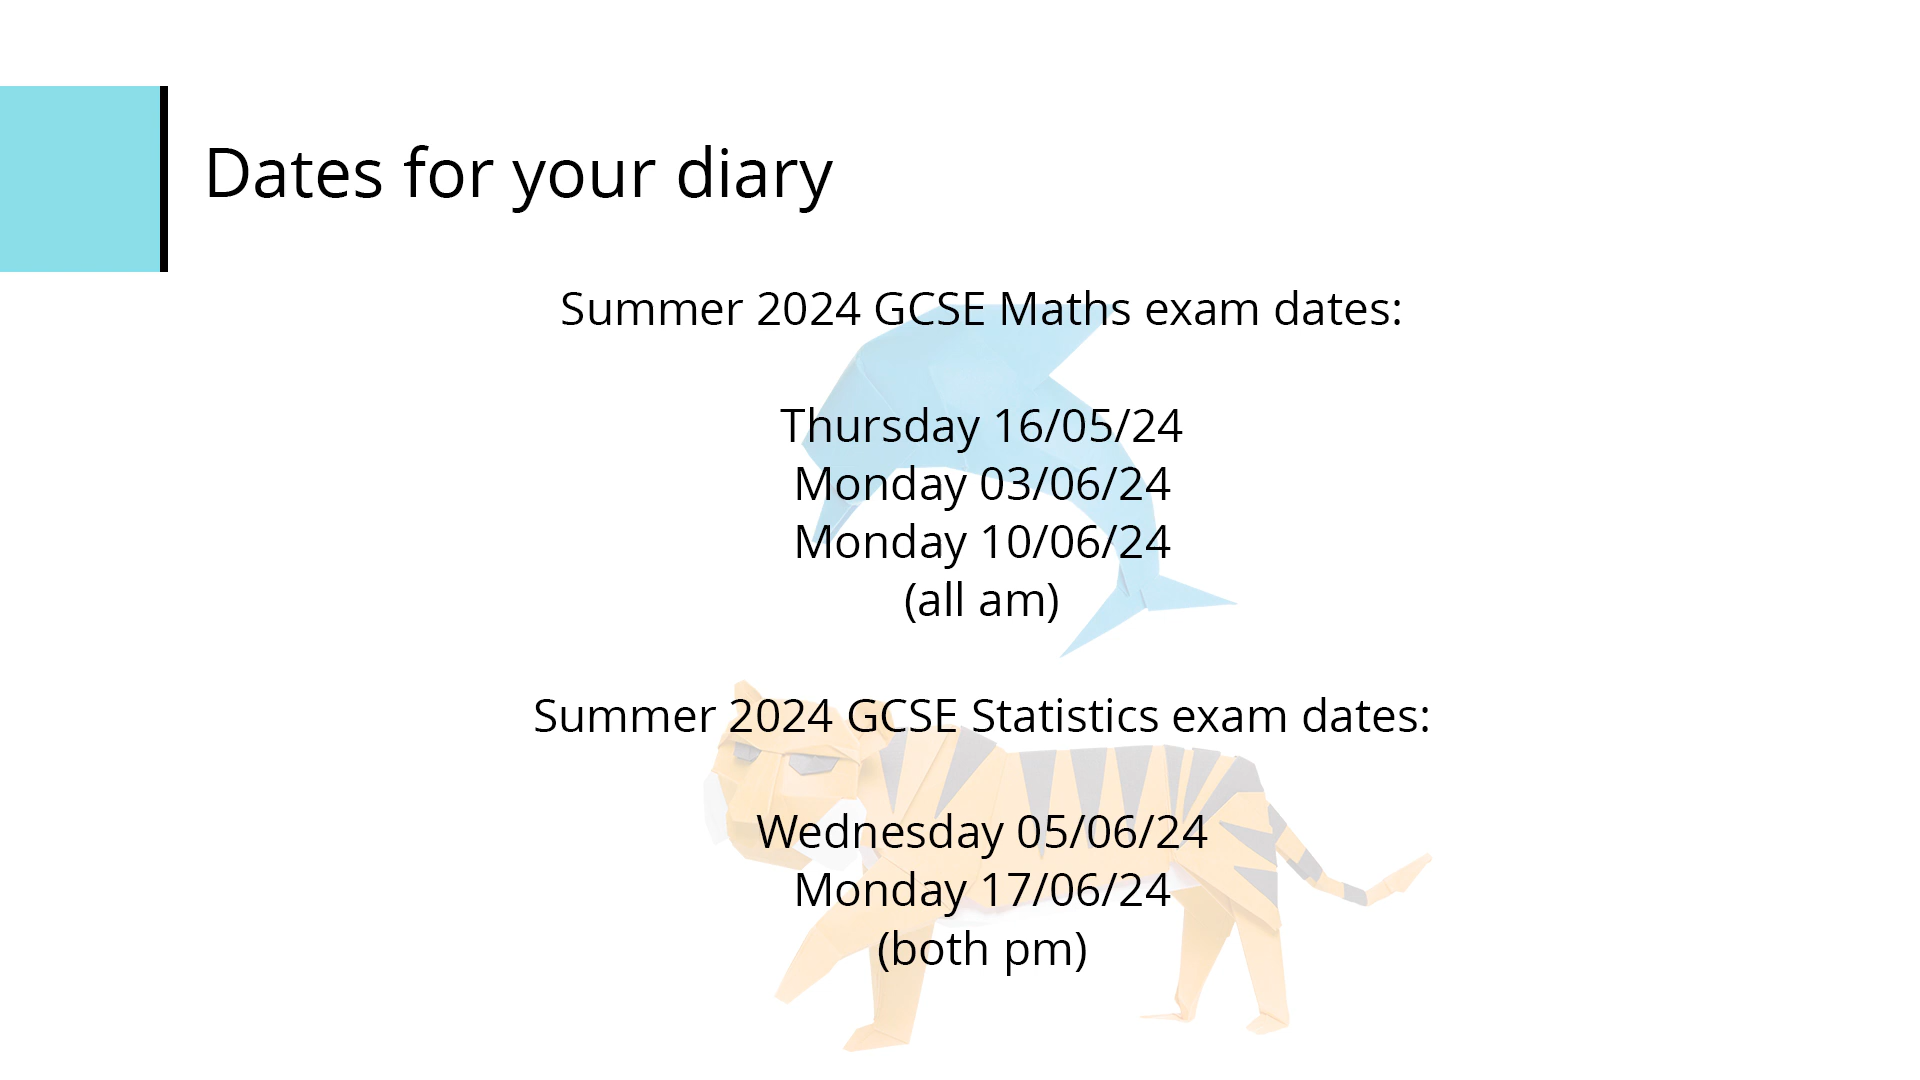 Dates for your diary
Summer 2024 GCSE Maths exam dates:
Thursday 16/05/24
Monday 03/06/24
Monday 10/06/24
(all am)
Summer 2024 GCSE Statistics exam dates:
Wednesday 05/06/24
Monday 17/06/24
(both pm)